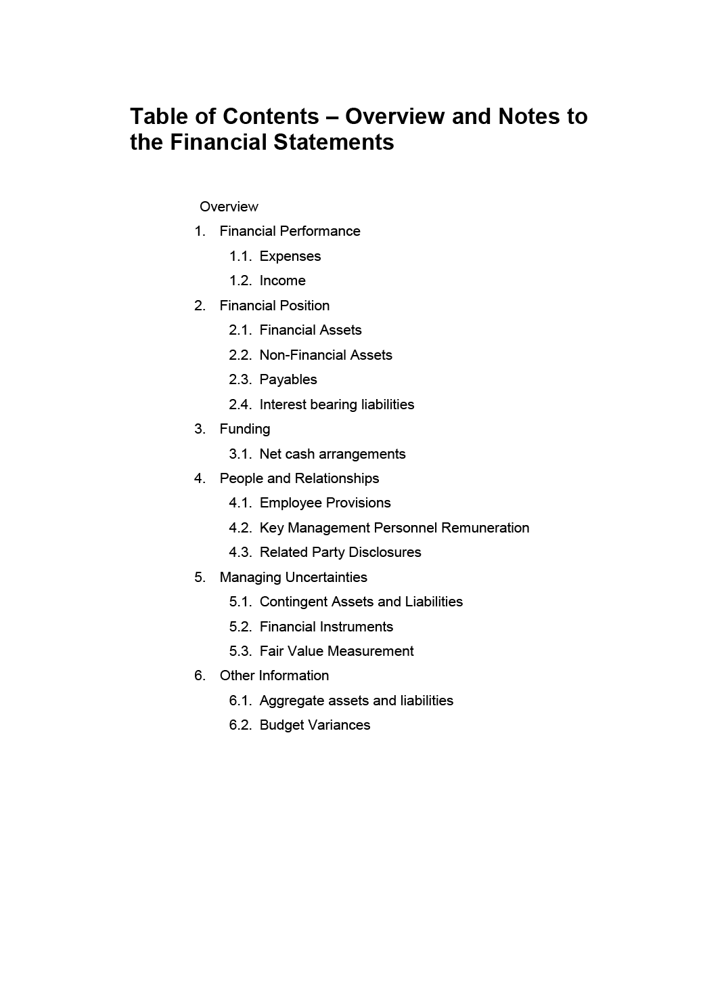 Table of Contents – Overview and Notes to
the Financial Statements
Overview
1. Financial Performance
1.1. Expenses
1.2. Income
2. Financial Position
2.1. Financial Assets
2.2. Non-Financial Assets
2.3. Payables
2.4. Interest bearing liabilities
3. Funding
3.1. Net cash arrangements
4. People and Relationships
4.1. Employee Provisions
4.2. Key Management Personnel Remuneration
4.3. Related Party Disclosures
5. Managing Uncertainties
5.1. Contingent Assets and Liabilities
5.2. Financial Instruments
5.3. Fair Value Measurement
6. Other Information
6.1. Aggregate assets and liabilities
6.2. Budget Variances